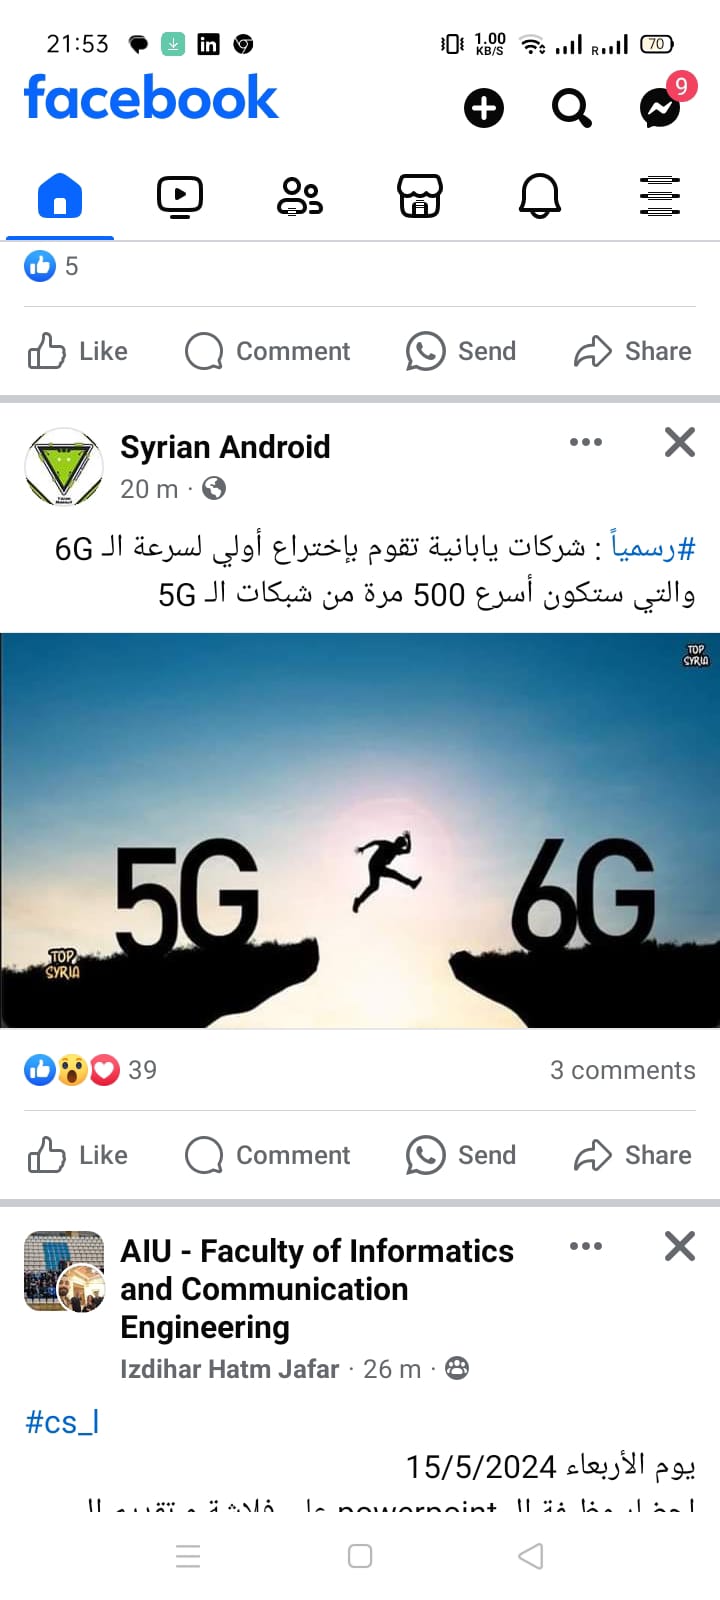 21:53
1.00
KB/S
R
70
facebook
9
5
Like Comment Send Share
Syrian Android
20 m ·
#رسمياً : شركات يابانية تقوم بإختراع أولي لسرعة الـ 6G
والتي ستكون أسرع 500 مرة من شبكات الـ 5G
TOP
SYRIA
5G 6G
TOP
SYRIA
39 3 comments
Like Comment Send Share
AIU - Faculty of Informatics
and Communication
Engineering
Izdihar Hatm Jafar · 26 m ·
#cs_l
يوم الأربعاء 15/5/2024
powerpoint